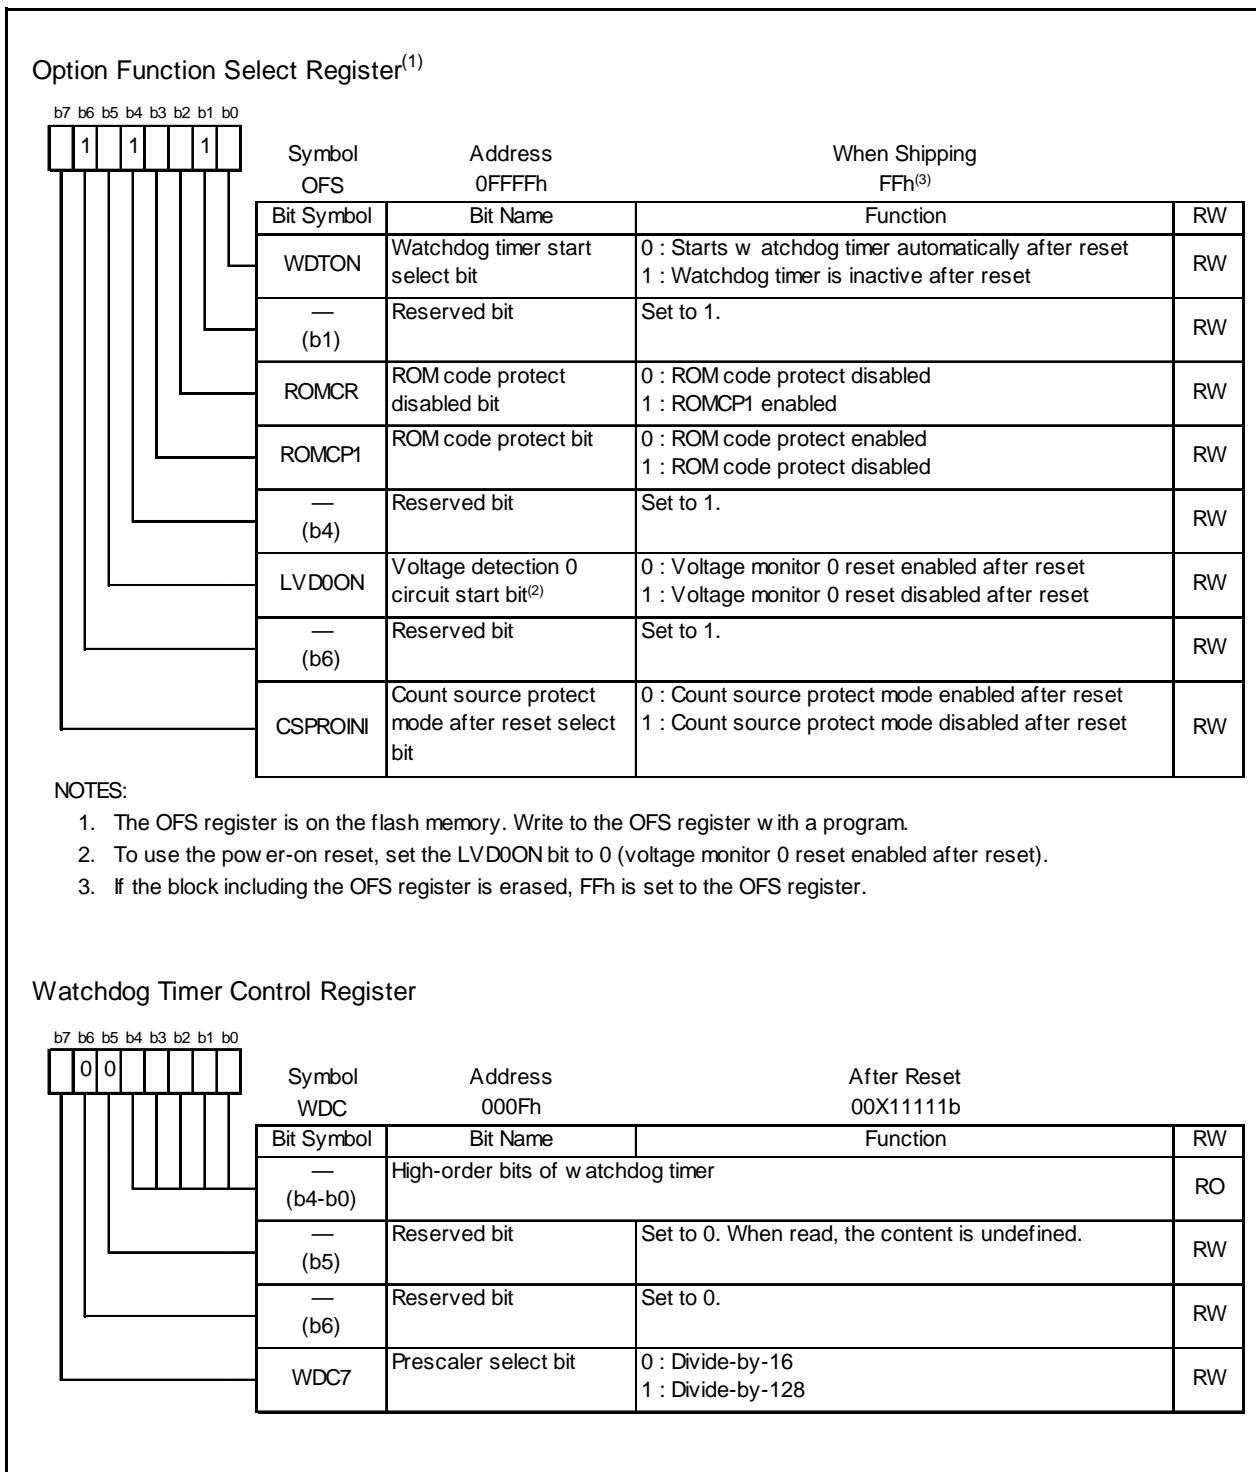 Option Function Select Register(1)
b7 b6 b5 b4 b3 b2 b1 b0
1 1 1
Symbol Address When Shipping
OFS 0FFFFh FFh(3)
Bit Symbol Bit Name Function RW
WDTON Watchdog timer start select bit 0 : Starts w atchdog timer automatically after reset RW
1 : Watchdog timer is inactive after reset
— (b1) Reserved bit Set to 1. RW
ROMCR ROM code protect disabled bit 0 : ROM code protect disabled RW
1 : ROMCP1 enabled
ROMCP1 ROM code protect bit 0 : ROM code protect enabled RW
1 : ROM code protect disabled
— (b4) Reserved bit Set to 1. RW
LVD0ON Voltage detection 0 circuit start bit(2) 0 : Voltage monitor 0 reset enabled after reset RW
1 : Voltage monitor 0 reset disabled after reset
— (b6) Reserved bit Set to 1. RW
CSPROINI Count source protect mode after reset select bit 0 : Count source protect mode enabled after reset RW
1 : Count source protect mode disabled after reset
NOTES:
1. The OFS register is on the flash memory. Write to the OFS register w ith a program.
2. To use the pow er-on reset, set the LVD0ON bit to 0 (voltage monitor 0 reset enabled after reset).
3. If the block including the OFS register is erased, FFh is set to the OFS register.
Watchdog Timer Control Register
b7 b6 b5 b4 b3 b2 b1 b0
0 0
Symbol Address After Reset
WDC 000Fh 00X11111b
Bit Symbol Bit Name Function RW
— (b4-b0) High-order bits of w atchdog timer RO
— (b5) Reserved bit Set to 0. When read, the content is undefined. RW
— (b6) Reserved bit Set to 0. RW
WDC7 Prescaler select bit 0 : Divide-by-16 RW
1 : Divide-by-128